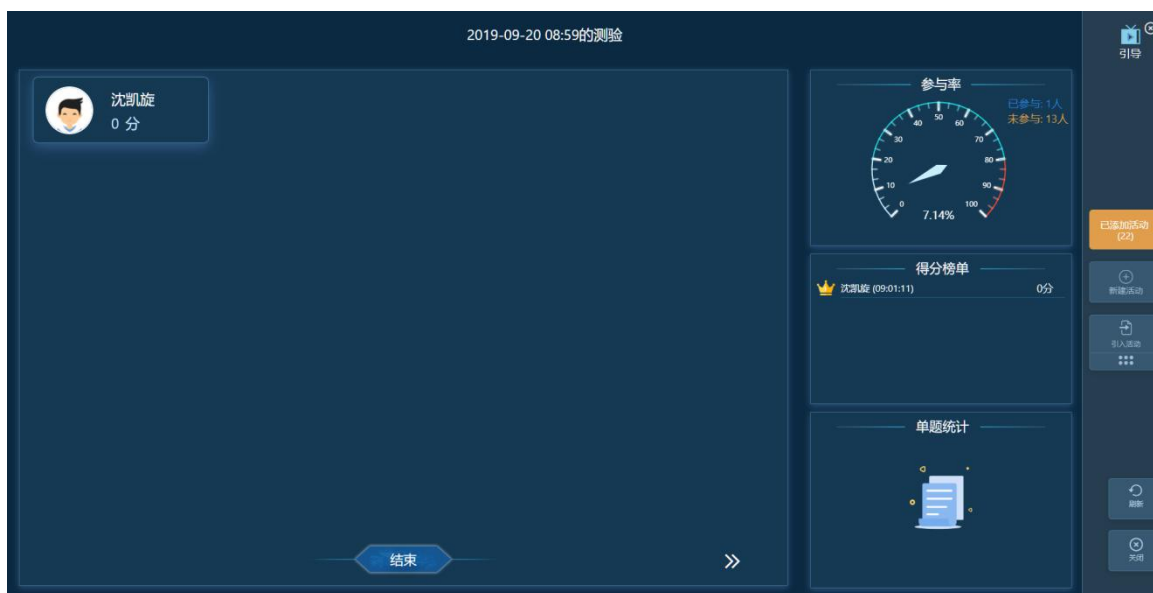 2019-09-20 08:59的测验
沈凯旋
0 分
结束
参与率
已参与: 1人
未参与: 13人
0
10
20
30
40
50
60
70
80
90
100
7.14%
得分榜单
沈凯旋 (09:01:11)
0分
单题统计
引导
已添加活动
(22)
新建活动
引入活动
刷新
关闭